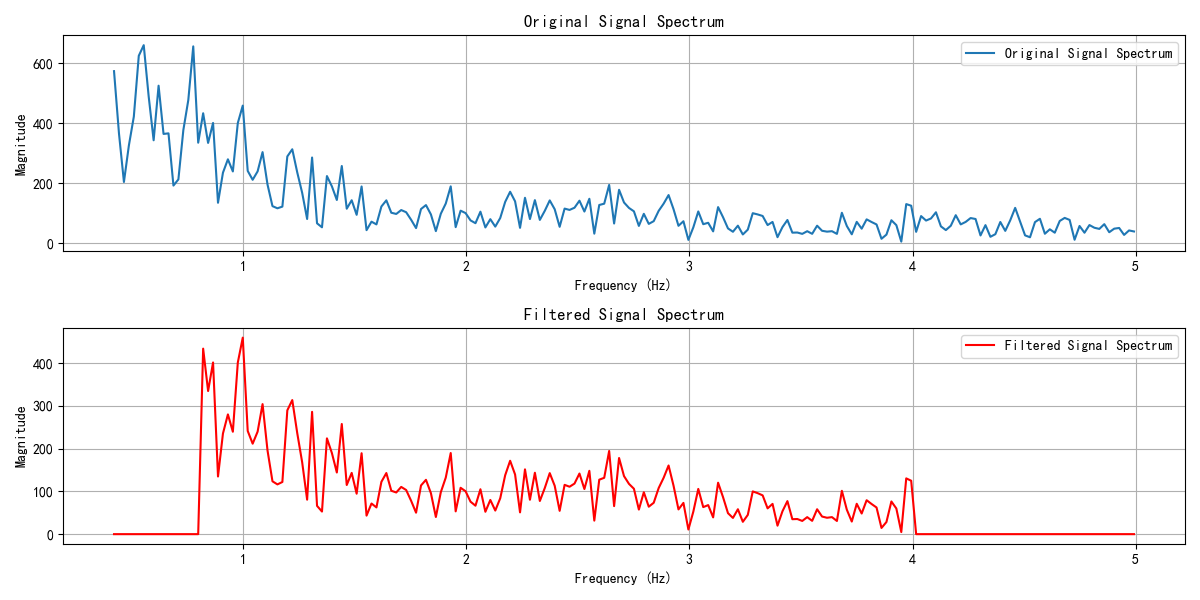 Original Signal Spectrum
Original Signal Spectrum
Magnitude
600
400
200
0
1
2
3
4
5
Frequency (Hz)
Filtered Signal Spectrum
Filtered Signal Spectrum
Magnitude
400
300
200
100
0
1
2
3
4
5
Frequency (Hz)